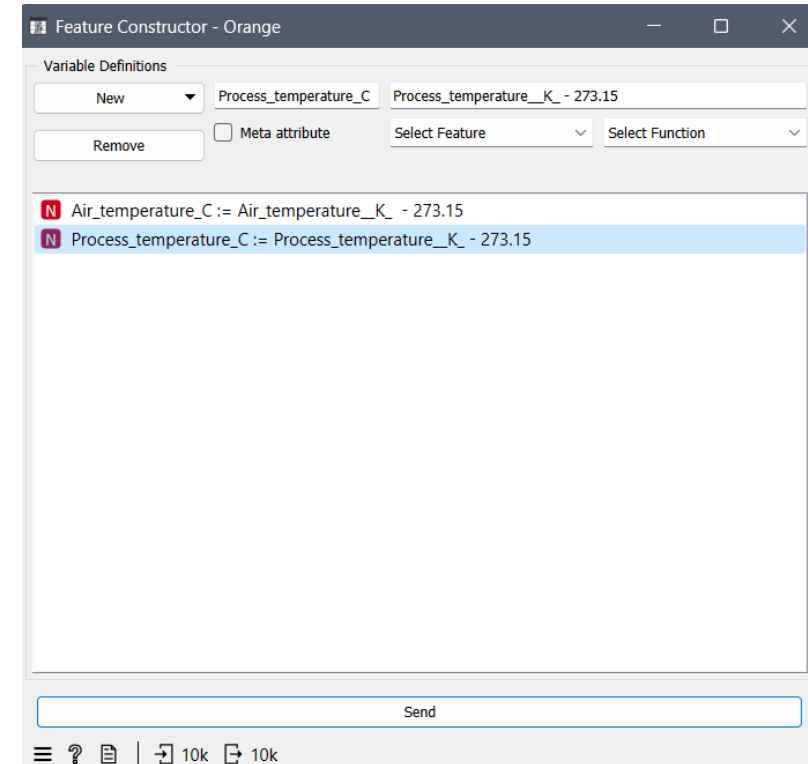 Feature Constructor - Orange
Variable Definitions
New Process_temperature_C Process_temperature__K_ - 273.15
Remove Meta attribute Select Feature Select Function
N Air_temperature_C := Air_temperature__K_ - 273.15
N Process_temperature_C := Process_temperature__K_ - 273.15
Send
? 10k 10k